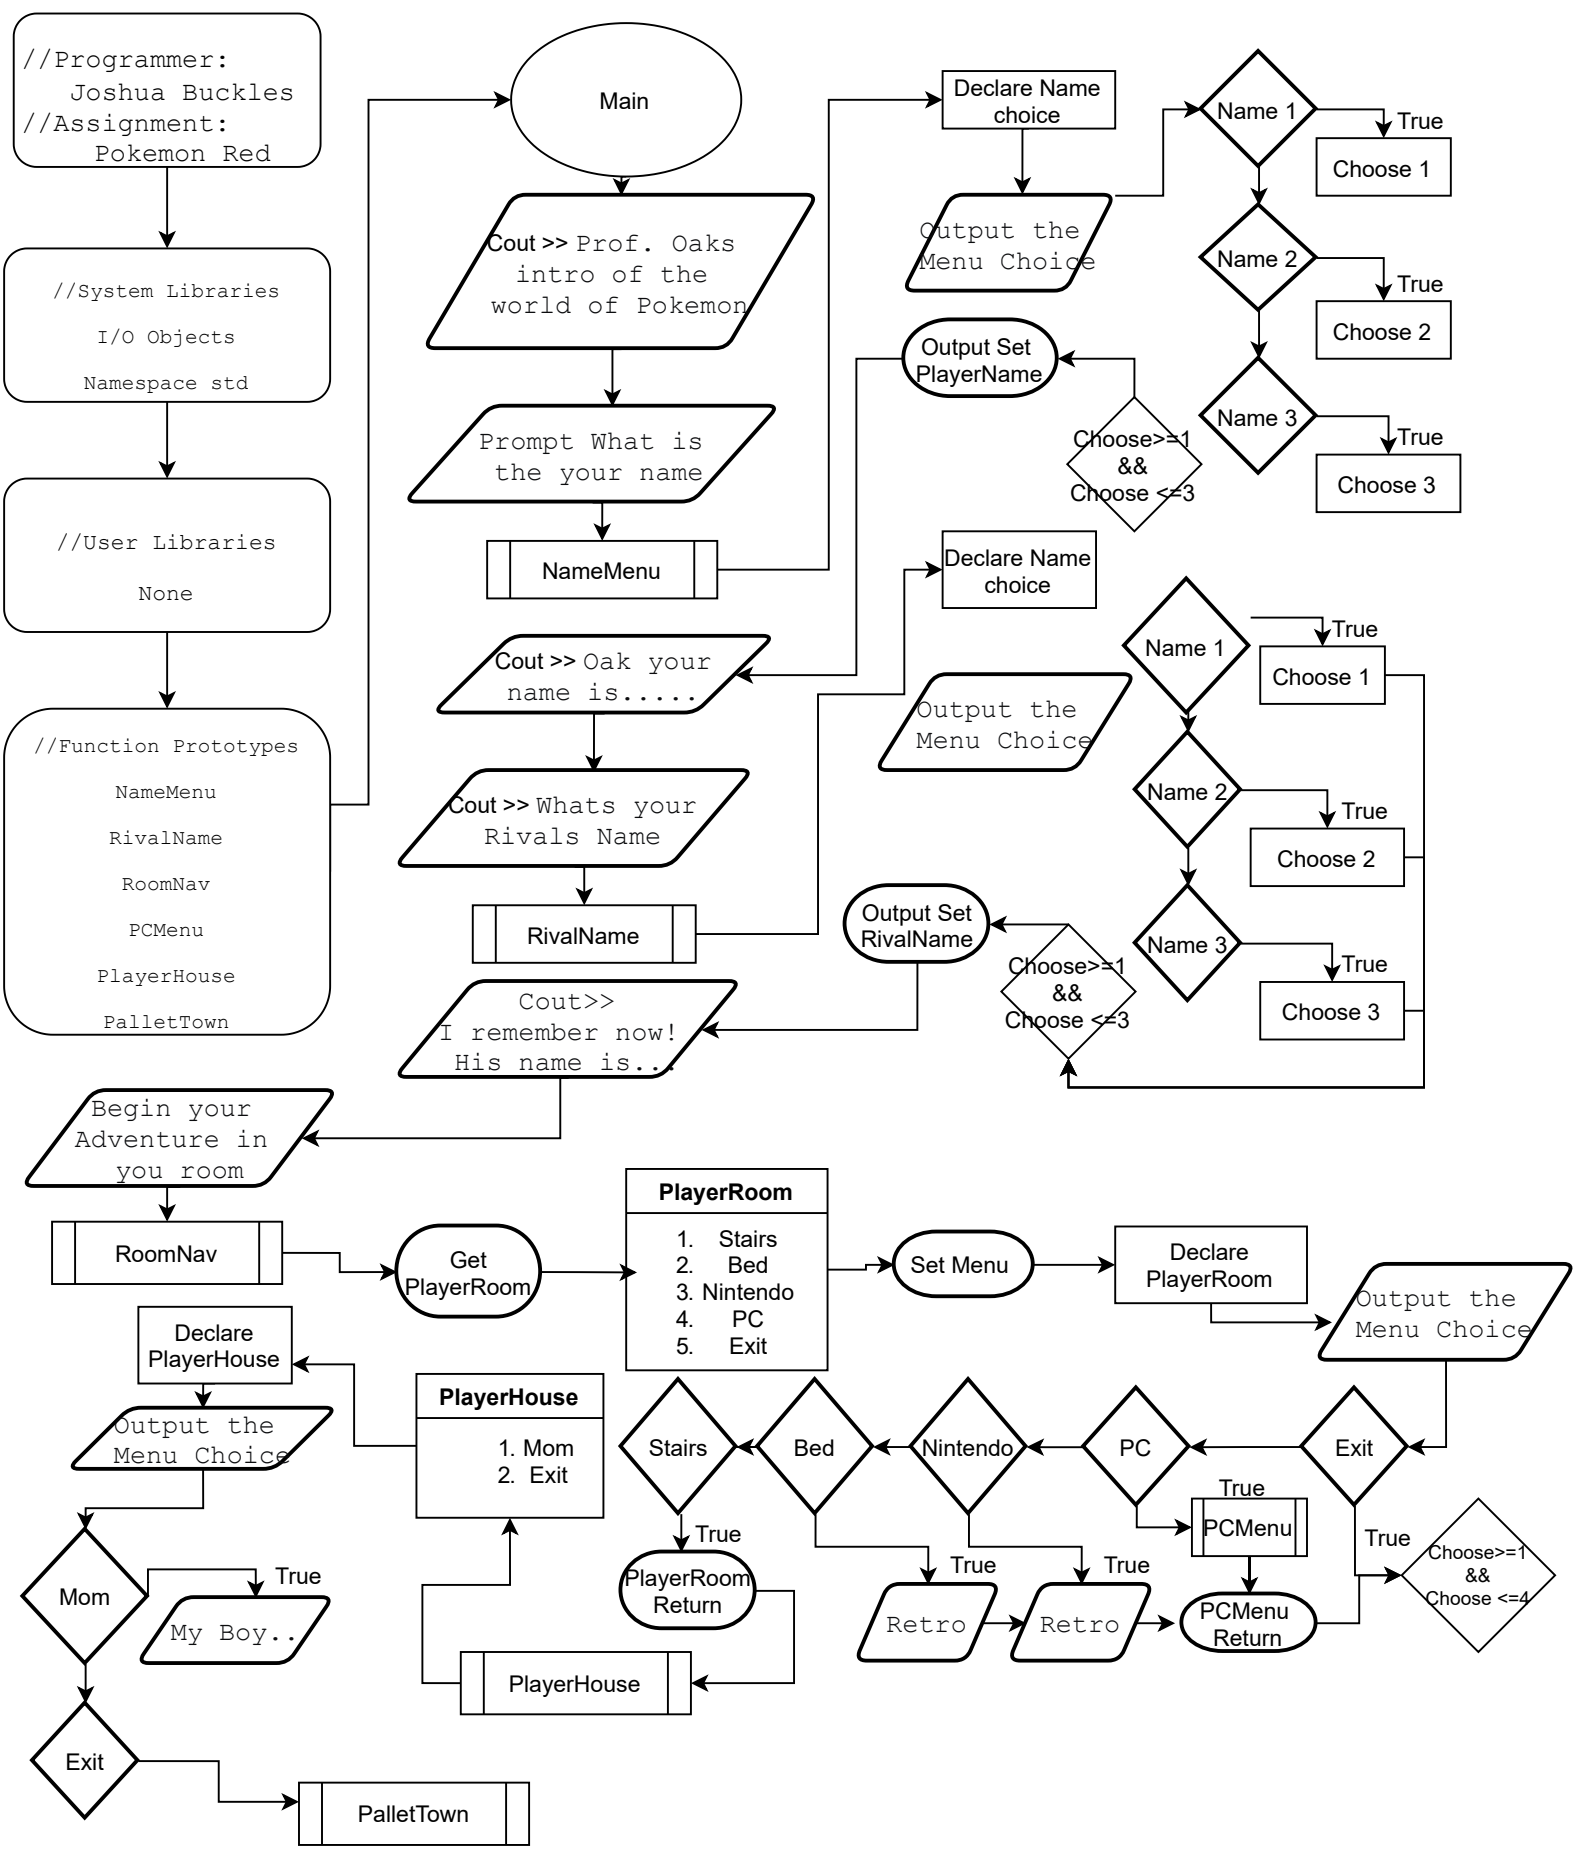 //Programmer:
Joshua Buckles
//Assignment:
Pokemon Red
//System Libraries
I/O Objects
Namespace std
//User Libraries
None
//Function Prototypes
NameMenu
RivalName
RoomNav
PCMenu
PlayerHouse
PalletTown
Main
Cout >> Prof. Oaks
intro of the
world of Pokemon
Prompt What is
the your name
NameMenu
Declare Name
choice
Output the
Menu Choice
Name 1
True
Choose 1
Name 2
True
Choose 2
Name 3
True
Choose 3
Choose>=1
&&
Choose <=3
Output Set
PlayerName
Cout >> Oak your
name is.....
Cout >> Whats your
Rivals Name
RivalName
Declare Name
choice
Output the
Menu Choice
Name 1
True
Choose 1
Name 2
True
Choose 2
Name 3
True
Choose 3
Choose>=1
&&
Choose <=3
Output Set
RivalName
Cout>>
I remember now!
His name is...
Begin your
Adventure in
you room
RoomNav
Get
PlayerRoom
PlayerRoom
1. Stairs
2. Bed
3. Nintendo
4. PC
5. Exit
Set Menu
Declare
PlayerRoom
Output the
Menu Choice
Exit
True
Choose>=1
&&
Choose <=4
PC
True
PCMenu
PCMenu
Return
Nintendo
True
Retro
Bed
True
Retro
Stairs
True
PlayerRoom
Return
PlayerHouse
PlayerHouse
1. Mom
2. Exit
Declare
PlayerHouse
Output the
Menu Choice
Mom
True
My Boy..
Exit
PalletTown